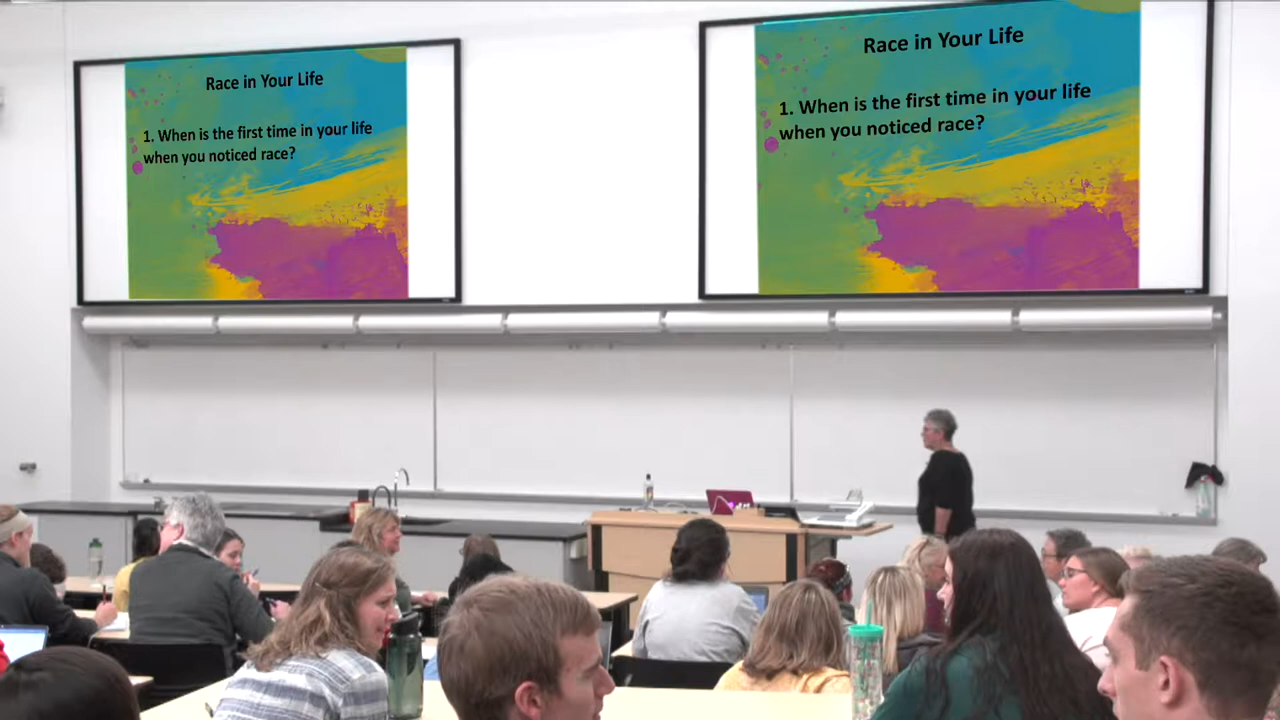 Race in Your Life
1. When is the first time in your life
when you noticed race?
Race in Your Life
1. When is the first time in your life
when you noticed race?